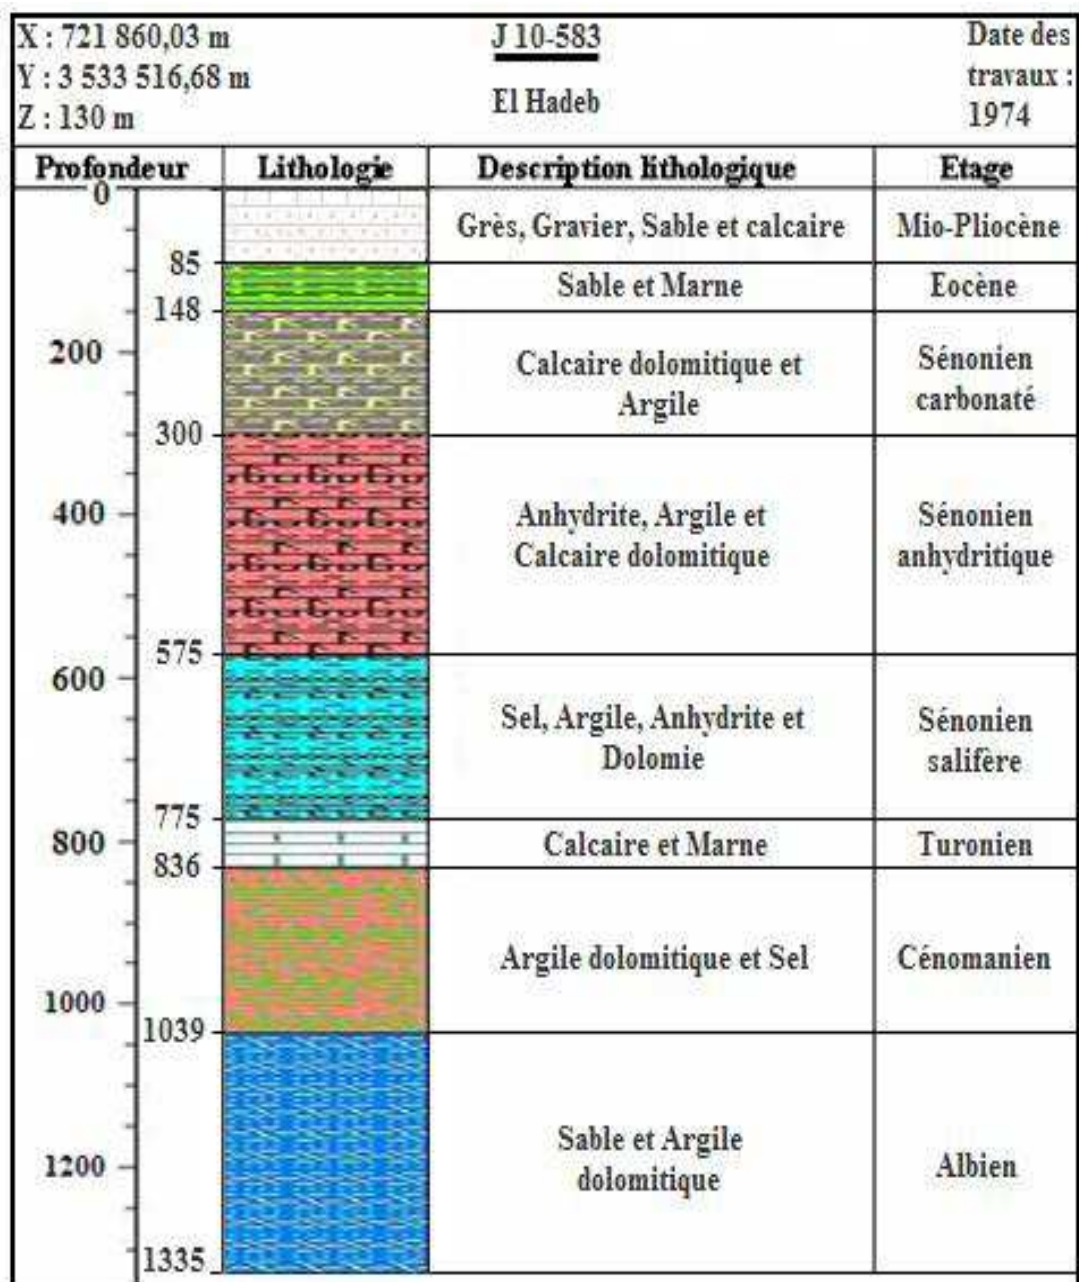 X : 721 860,03 m
Y : 3 533 516,68 m
Z : 130 m
J 10-583
El Hadeb
Date des
travaux :
1974
Profondeur
Lithologie
Description lithologique
Etage
0
Grès, Gravier, Sable et calcaire
Mio-Pliocène
85
Sable et Marne
Eocène
148
200
Calcaire dolomitique et
Argile
Sénonien
carbonaté
300
400
Anhydrite, Argile et
Calcaire dolomitique
Sénonien
anhydritique
575
600
Sel, Argile, Anhydrite et
Dolomie
Sénonien
salifère
775
800
Calcaire et Marne
Turonien
836
Argile dolomitique et Sel
Cénomanien
1000
1039
Sable et Argile
dolomitique
Albien
1200
1335